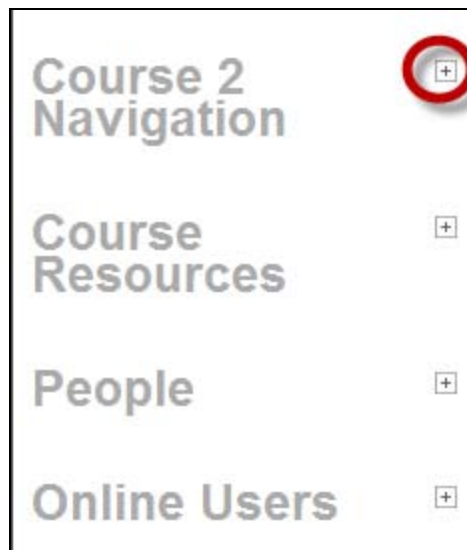 Course 2
Navigation
Course
Resources
People
Online Users